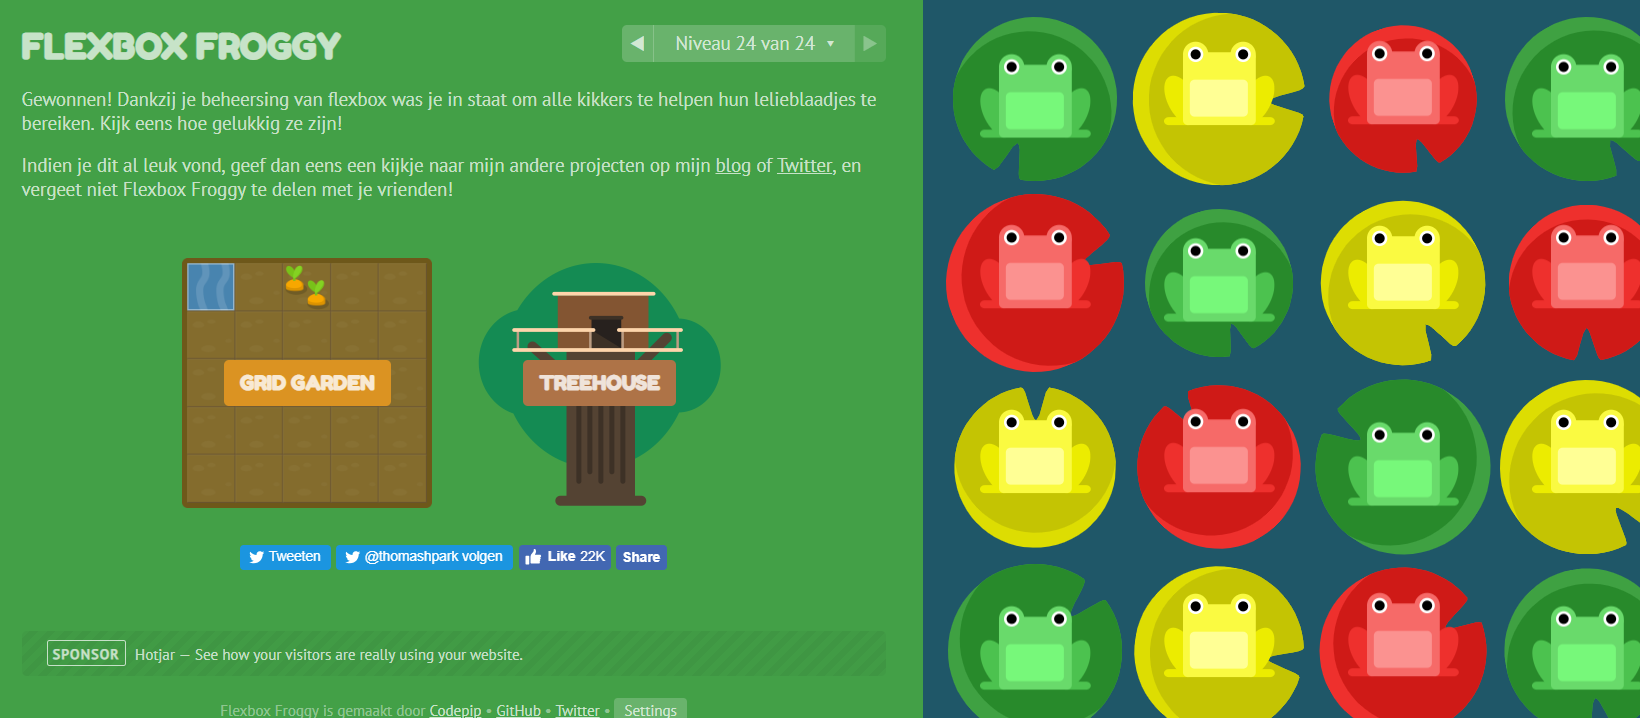 FLEXBOX FROGGY
Niveau 24 van 24
Gewonnen! Dankzij je beheersing van flexbox was je in staat om alle kikkers te helpen hun lelieblaadjes te
bereiken. Kijk eens hoe gelukkig ze zijn!
Indien je dit al leuk vond, geef dan eens een kijkje naar mijn andere projecten op mijn blog of Twitter, en
vergeet niet Flexbox Froggy te delen met je vrienden!
GRID GARDEN
TREEHOUSE
Tweeten @thomashpark volgen Like 22K Share
SPONSOR Hotjar — See how your visitors are really using your website.
Flexbox Froggy is gemaakt door Codepip • GitHub • Twitter • Settings